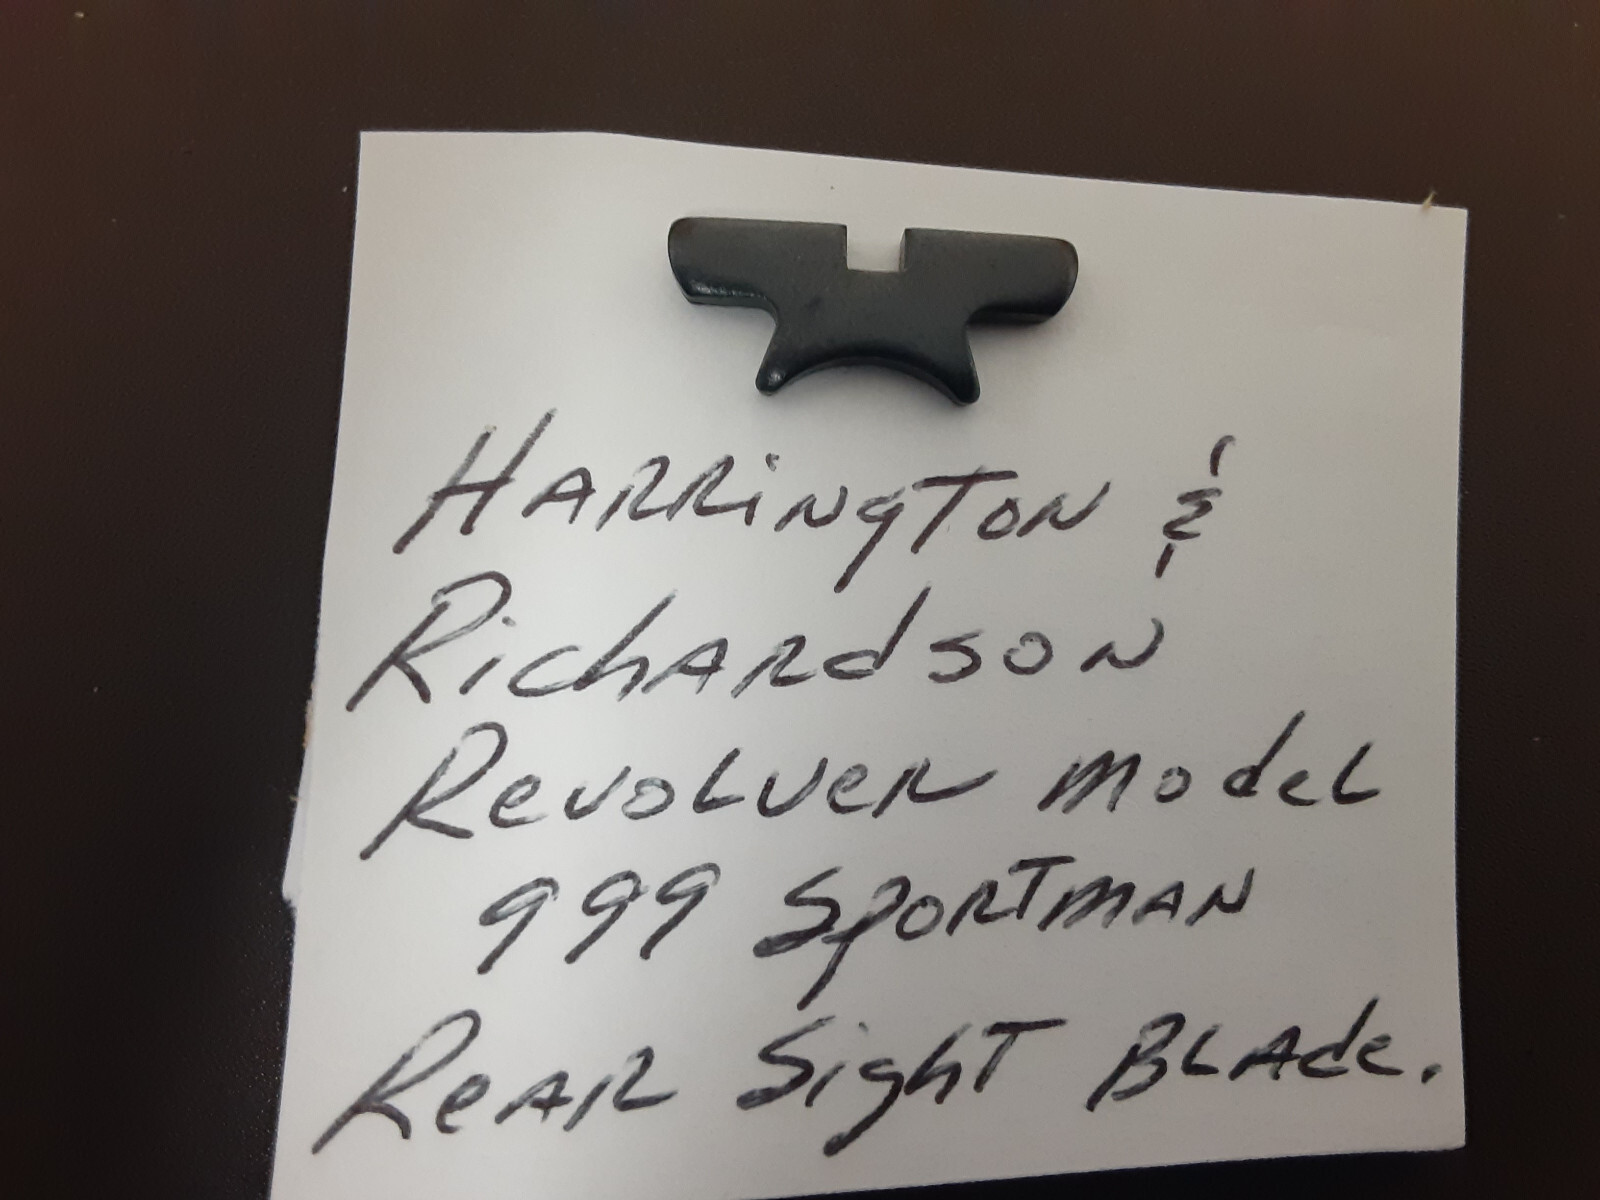 Harrington &
Richardson
Revolver Model
999 Sportman
Rear Sight Blade.